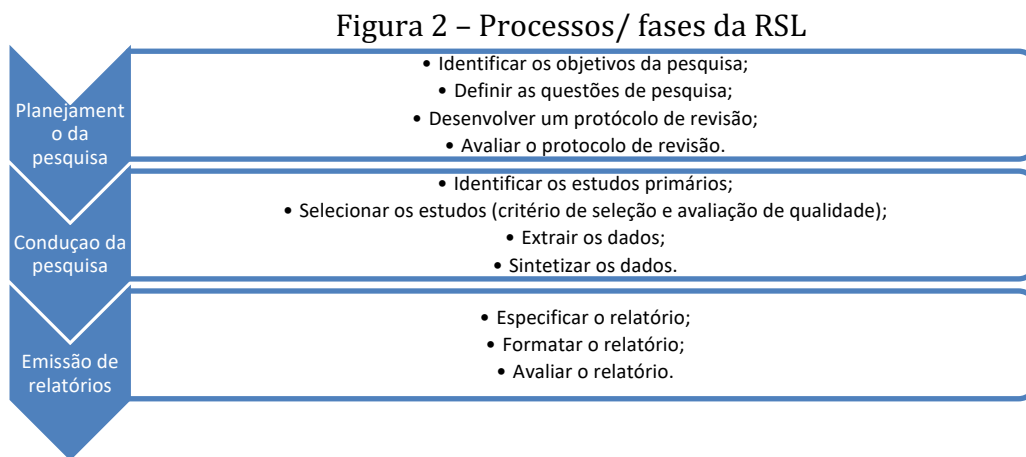 Figura 2 – Processos/ fases da RSL
Planejament
o da
pesquisa
• Identificar os objetivos da pesquisa;
• Definir as questões de pesquisa;
• Desenvolver um protócolo de revisão;
• Avaliar o protocolo de revisão.
Conduçao da
pesquisa
• Identificar os estudos primários;
• Selecionar os estudos (critério de seleção e avaliação de qualidade);
• Extrair os dados;
• Sintetizar os dados.
Emissão de
relatórios
• Especificar o relatório;
• Formatar o relatório;
• Avaliar o relatório.